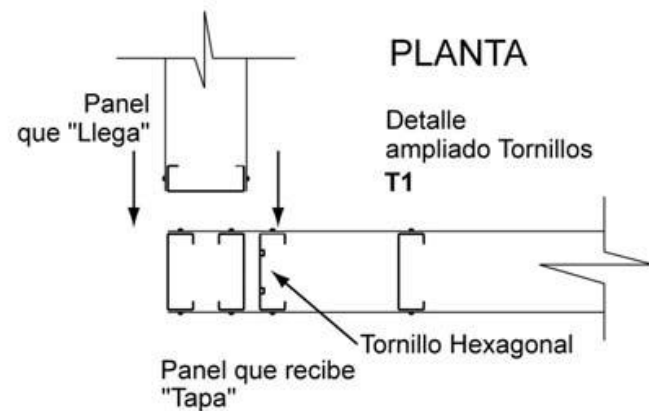 PLANTA
Panel
que "Llega"
Detalle
ampliado Tornillos
T1
Tornillo Hexagonal
Panel que recibe
"Tapa"